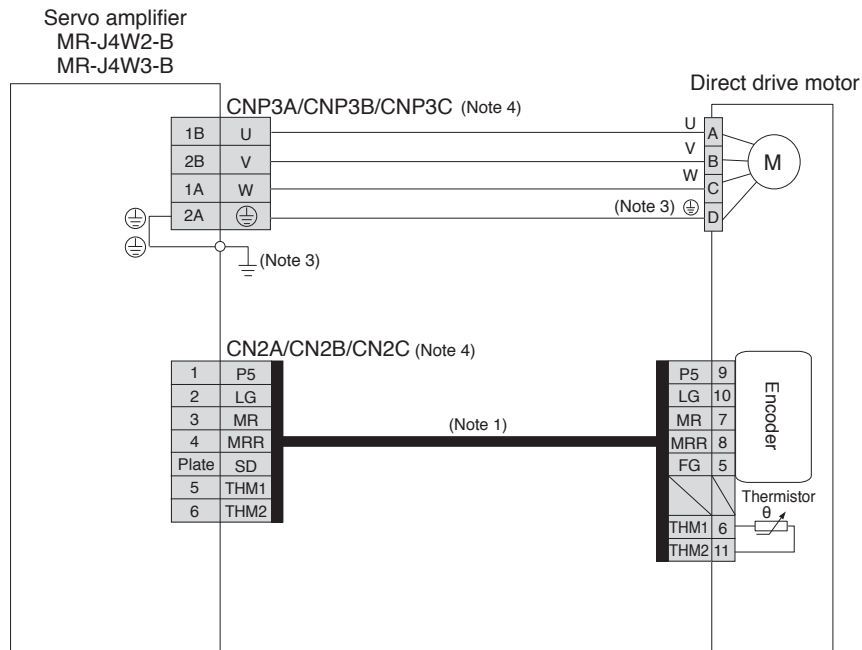 Servo amplifier
MR-J4W2-B
MR-J4W3-B
Direct drive motor
CNP3A/CNP3B/CNP3C (Note 4)
1B U
2B V
1A W
2A
U A
V B
W C
(Note 3) D
M
(Note 3)
CN2A/CN2B/CN2C (Note 4)
1 P5
2 LG
3 MR
4 MRR
Plate SD
5 THM1
6 THM2
(Note 1)
P5 9
LG 10
MR 7
MRR 8
FG 5
THM1 6
THM2 11
Encoder
Thermistor
θ